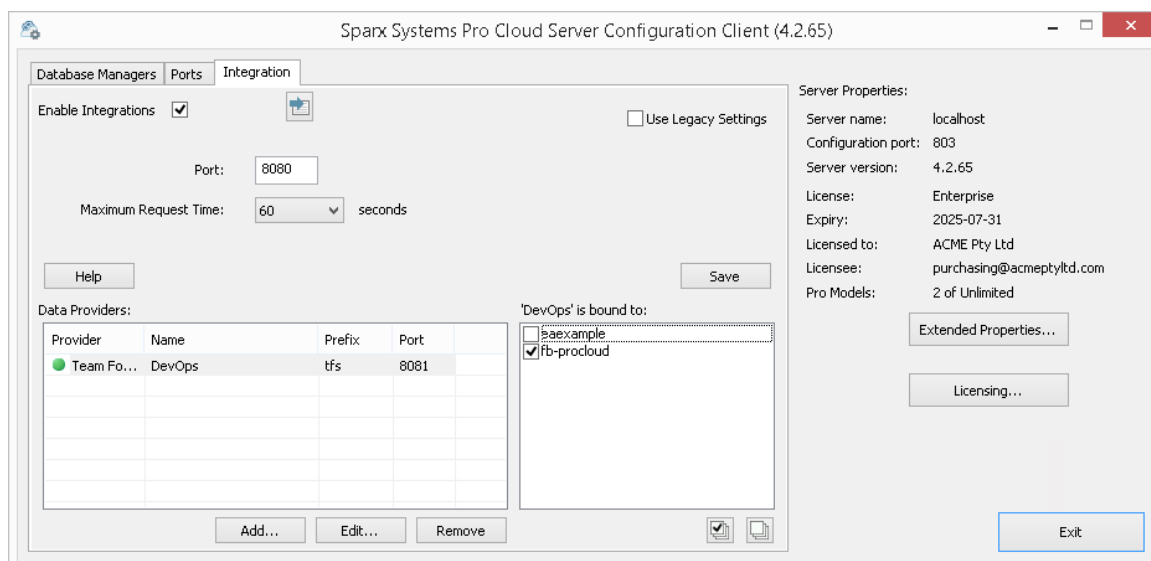 Sparx Systems Pro Cloud Server Configuration Client (4.2.65)
Database Managers Ports Integration
Enable Integrations
Use Legacy Settings
Port: 8080
Maximum Request Time: 60 seconds
Help Save
Data Providers:
Provider Name Prefix Port
Team Fo... DevOps tfs 8081
Add... Edit... Remove
'DevOps' is bound to:
eaexample
fb-procloud
Server Properties:
Server name: localhost
Configuration port: 803
Server version: 4.2.65
License: Enterprise
Expiry: 2025-07-31
Licensed to: ACME Pty Ltd
Licensee: purchasing@acmeptyltd.com
Pro Models: 2 of Unlimited
Extended Properties...
Licensing...
Exit